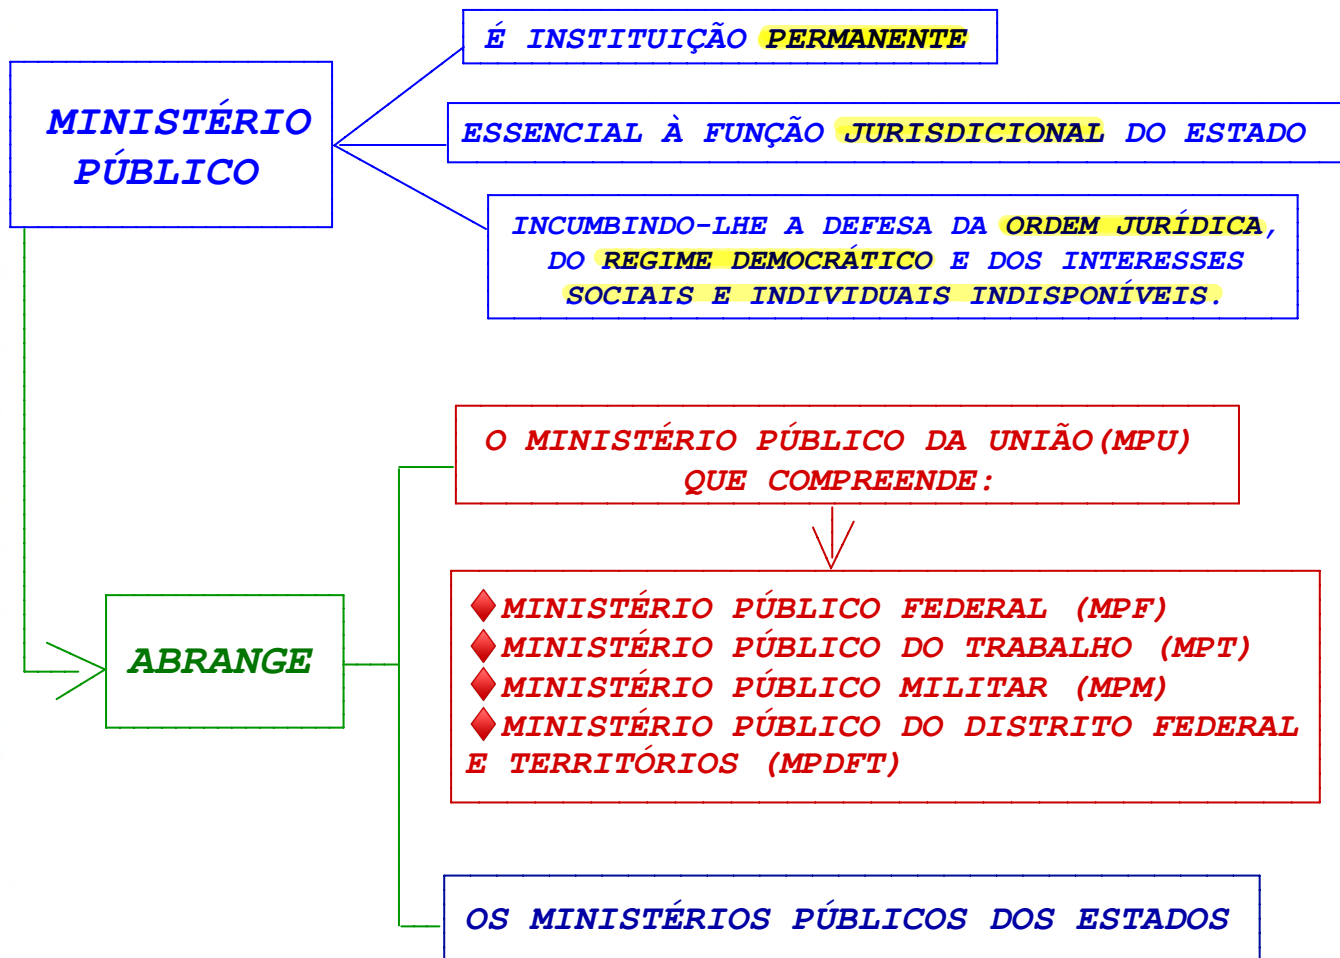 É INSTITUIÇÃO PERMANENTE
MINISTÉRIO
PÚBLICO
ESSENCIAL À FUNÇÃO JURISDICIONAL DO ESTADO
INCUMBINDO-LHE A DEFESA DA ORDEM JURÍDICA,
DO REGIME DEMOCRÁTICO E DOS INTERESSES
SOCIAIS E INDIVIDUAIS INDISPONÍVEIS.
O MINISTÉRIO PÚBLICO DA UNIÃO(MPU)
QUE COMPREENDE:
ABRANGE
MINISTÉRIO PÚBLICO FEDERAL (MPF)
MINISTÉRIO PÚBLICO DO TRABALHO (MPT)
MINISTÉRIO PÚBLICO MILITAR (MPM)
MINISTÉRIO PÚBLICO DO DISTRITO FEDERAL
E TERRITÓRIOS (MPDFT)
OS MINISTÉRIOS PÚBLICOS DOS ESTADOS